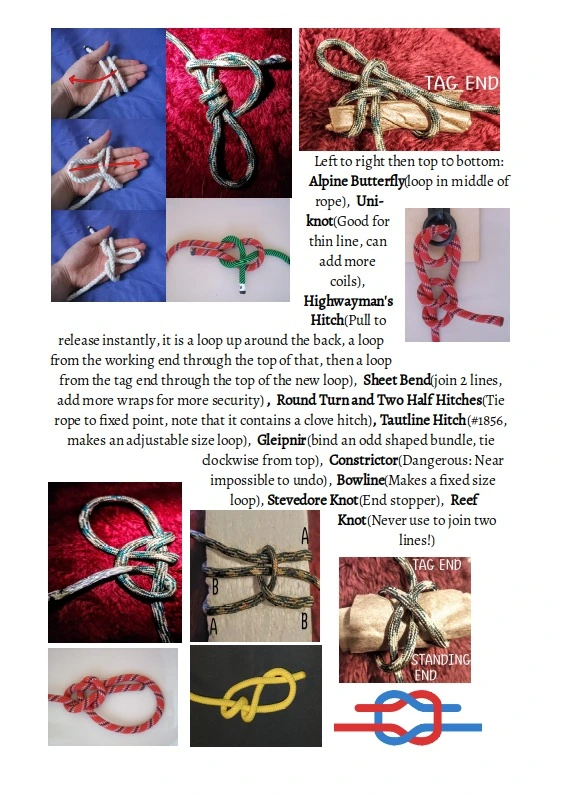 TAG END
Left to right then top to bottom:
Alpine Butterfly(loop in middle of
rope), Uni-
knot(Good for
thin line, can
add more
coils),
Highwayman's
Hitch(Pull to
release instantly, it is a loop up around the back, a loop
from the working end through the top of that, then a loop
from the tag end through the top of the new loop), Sheet Bend(join 2 lines,
add more wraps for more security) , Round Turn and Two Half Hitches(Tie
rope to fixed point, note that it contains a clove hitch), Tautline Hitch(#1856,
makes an adjustable size loop), Gleipnir(bind an odd shaped bundle, tie
clockwise from top), Constrictor(Dangerous: Near
impossible to undo), Bowline(Makes a fixed size
loop), Stevedore Knot(End stopper), Reef
Knot(Never use to join two
lines!)
A
B
A
B
TAG END
STANDING
END